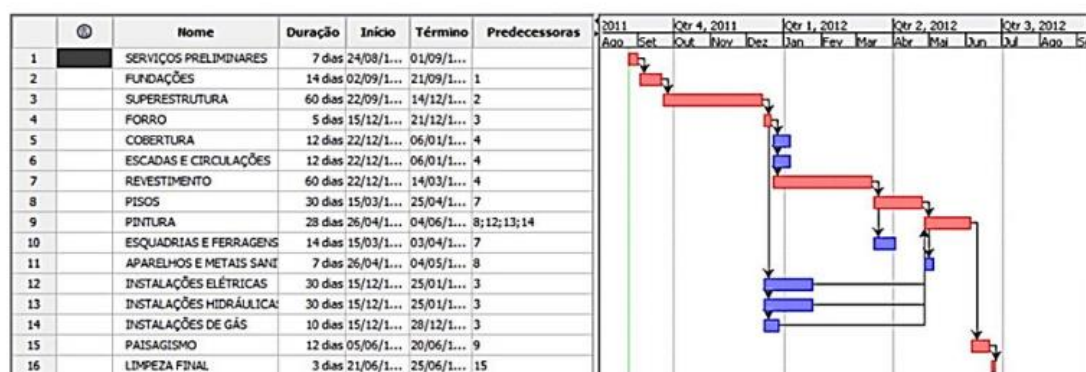 Nome Duração Início Término Predecessoras
2011 Qtr 4, 2011 Qtr 1, 2012 Qtr 2, 2012 Qtr 3, 2012
Ago Set Out Nov Dez Jan Fev Mar Abr Mai Jun Jul Ago
1 SERVIÇOS PRELIMINARES 7 dias 24/08/1... 01/09/1...
2 FUNDAÇÕES 14 dias 02/09/1... 21/09/1... 1
3 SUPERESTRUTURA 60 dias 22/09/1... 14/12/1... 2
4 FORRO 5 dias 15/12/1... 21/12/1... 3
5 COBERTURA 12 dias 22/12/1... 06/01/1... 4
6 ESCADAS E CIRCULAÇÕES 12 dias 22/12/1... 06/01/1... 4
7 REVESTIMENTO 60 dias 22/12/1... 14/03/1... 4
8 PISOS 30 dias 15/03/1... 25/04/1... 7
9 PINTURA 28 dias 26/04/1... 04/06/1... 8;12;13;14
10 ESQUADRIAS E FERRAGENS 14 dias 15/03/1... 03/04/1... 7
11 APARELHOS E METAIS SANI 7 dias 26/04/1... 04/05/1... 8
12 INSTALAÇÕES ELÉTRICAS 30 dias 15/12/1... 25/01/1... 3
13 INSTALAÇÕES HIDRÁULICA 30 dias 15/12/1... 25/01/1... 3
14 INSTALAÇÕES DE GÁS 10 dias 15/12/1... 28/12/1... 3
15 PAISAGISMO 12 dias 05/06/1... 20/06/1... 9
16 LIMPEZA FINAL 3 dias 21/06/1... 25/06/1... 15